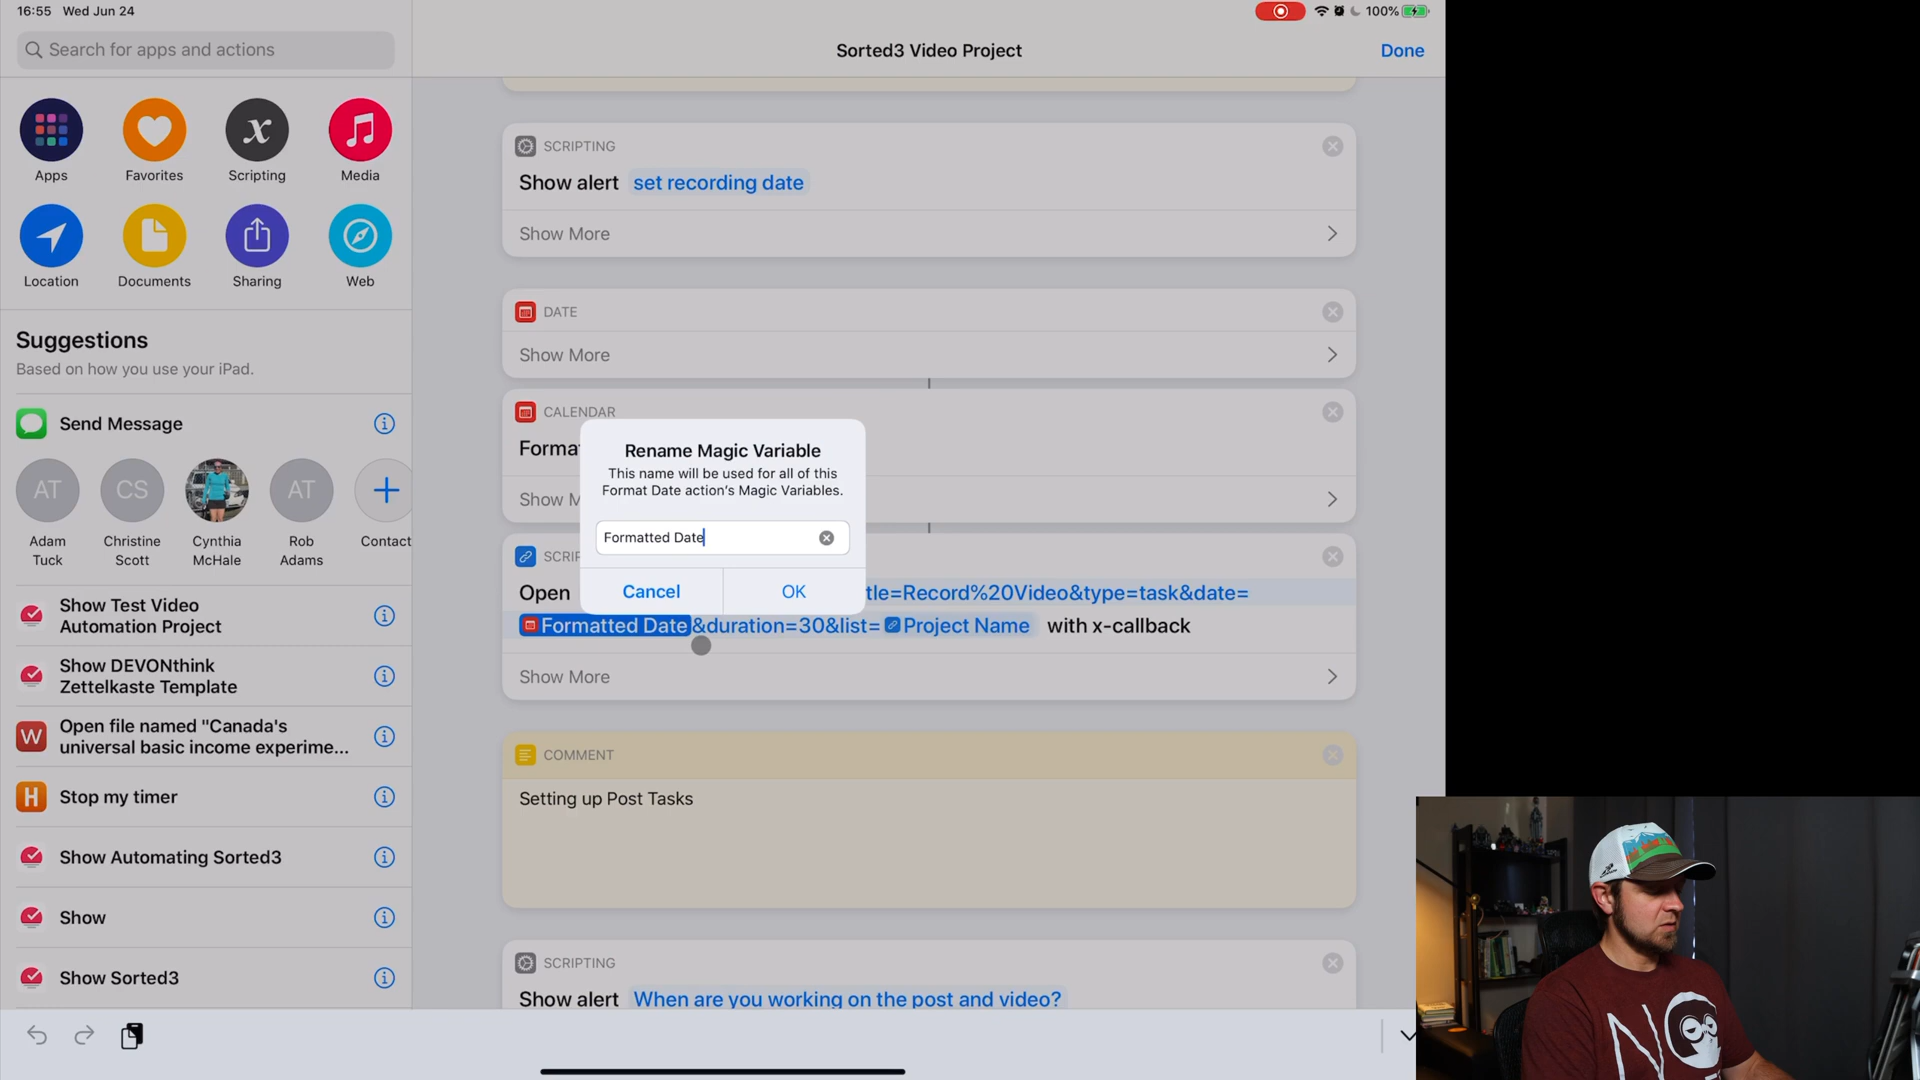 16:55 Wed Jun 24
100%
Search for apps and actions
Sorted3 Video Project
Done
Apps
Favorites
Scripting
Media
Location
Documents
Sharing
Web
Suggestions
Based on how you use your iPad.
Send Message
AT
CS
AT
Adam
Tuck
Christine
Scott
Cynthia
McHale
Rob
Adams
Contact
Show Test Video
Automation Project
Show DEVONthink
Zettelkaste Template
W
Open file named "Canada's
universal basic income experime...
H
Stop my timer
Show Automating Sorted3
Show
Show Sorted3
SCRIPTING
Show alert set recording date
Show More
DATE
Show More
CALENDAR
Forma
Show M
Rename Magic Variable
This name will be used for all of this
Format Date action's Magic Variables.
Formatted Date
Cancel
OK
SCRIP
Open tle=Record%20Video&type=task&date=
Formatted Date &duration=30&list= Project Name with x-callback
Show More
COMMENT
Setting up Post Tasks
SCRIPTING
Show alert When are you working on the post and video?